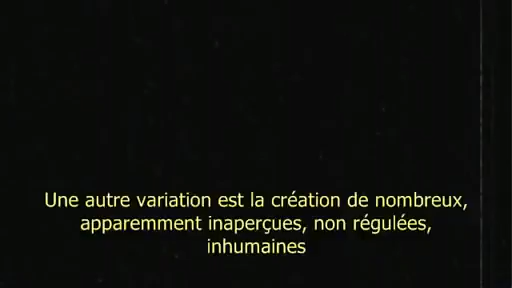 Une autre variation est la création de nombreux,
apparemment inaperçues, non régulées,
inhumaines